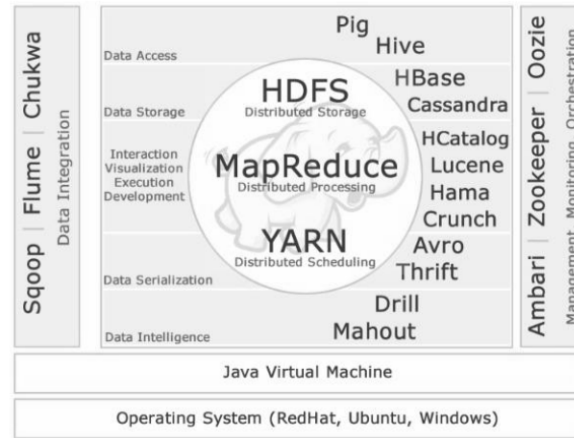 Sqoop | Flume | Chukwa
Data Integration
Pig
Hive
Data Access
HDFS
Distributed Storage
HBase
Cassandra
Data Storage
Interaction
Visualization
Execution
Development
MapReduce
Distributed Processing
HCatalog
Lucene
Hama
Crunch
YARN
Distributed Scheduling
Avro
Thrift
Data Serialization
Drill
Mahout
Data Intelligence
Ambari | Zookeeper | Oozie
Management Monitoring Orchestration
Java Virtual Machine
Operating System (RedHat, Ubuntu, Windows)